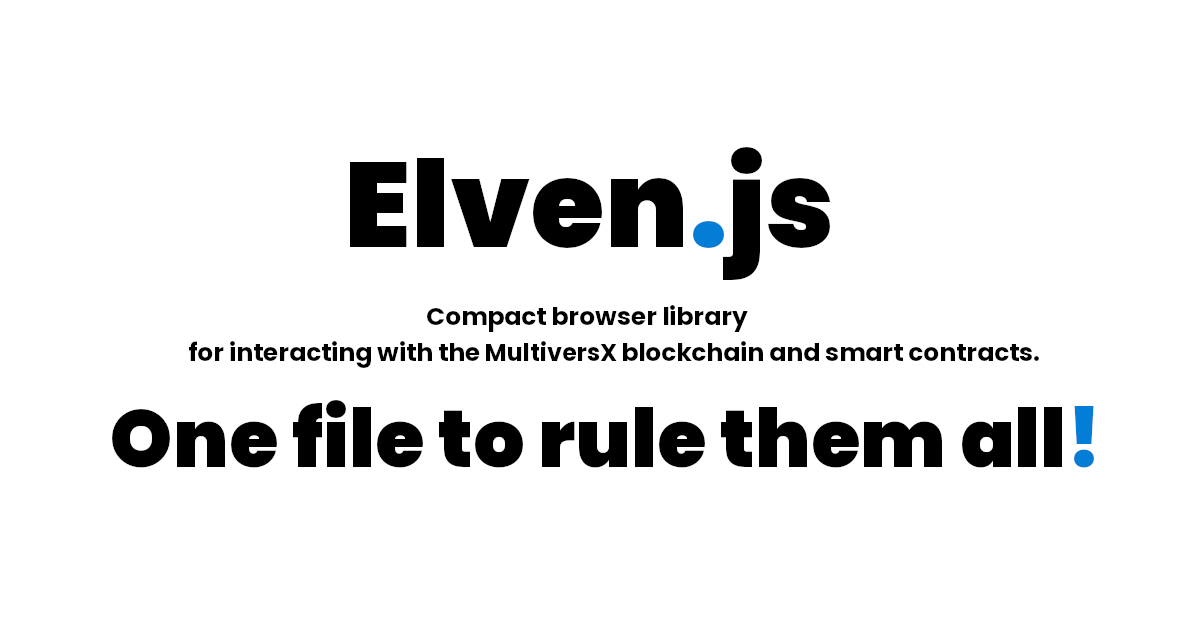 Elven.js
Compact browser library
for interacting with the MultiversX blockchain and smart contracts.
One file to rule them all!